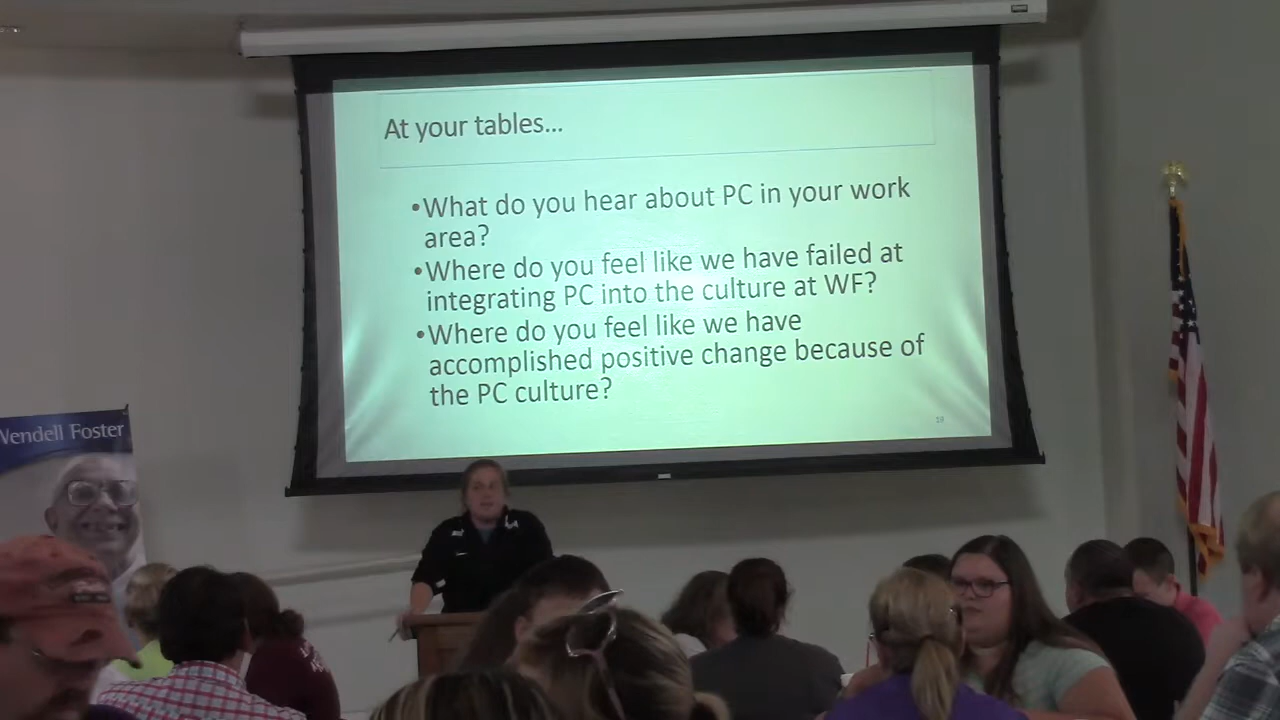 At your tables...
•What do you hear about PC in your work
area?
•Where do you feel like we have failed at
integrating PC into the culture at WF?
•Where do you feel like we have
accomplished positive change because of
the PC culture?
Wendell Foster